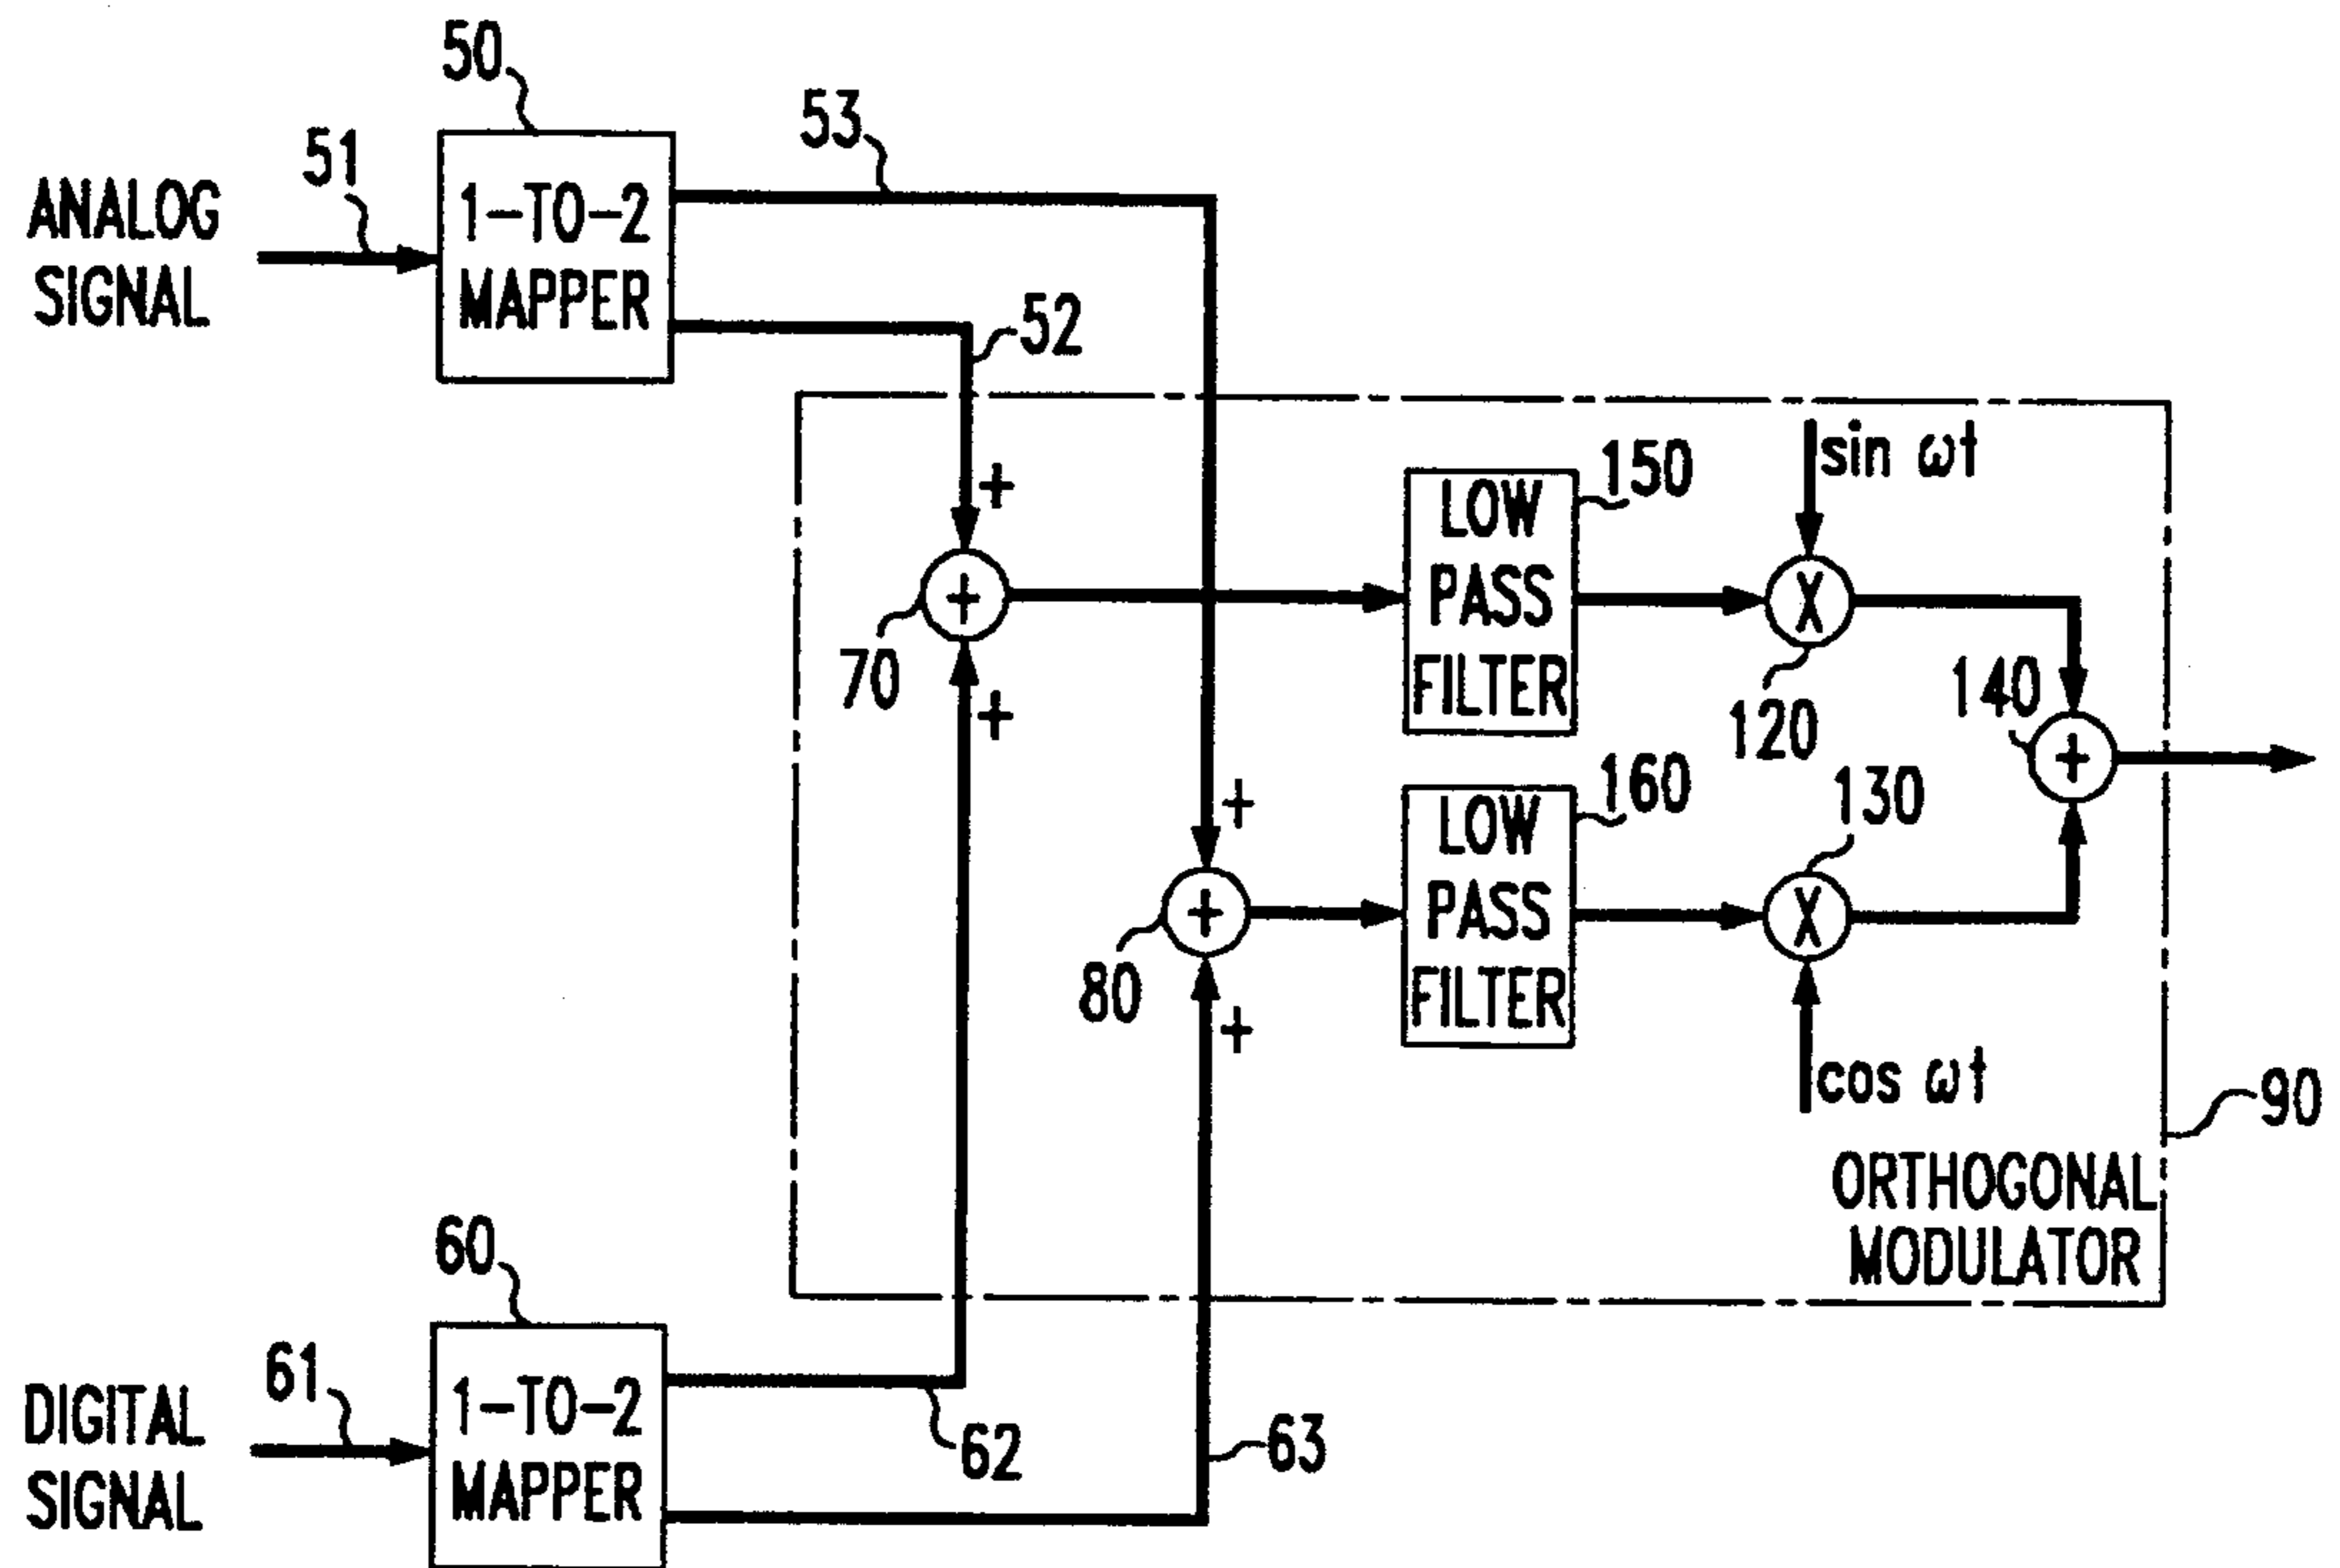 50
53
51
ANALOG
SIGNAL
1-TO-2
MAPPER
52
+
sin ωt
150
LOW
PASS
FILTER
+
70
+
X
120
140
+
+
160
LOW
PASS
FILTER
130
+
80
+
X
cos ωt
90
ORTHOGONAL
MODULATOR
60
61
DIGITAL
SIGNAL
1-TO-2
MAPPER
62
63